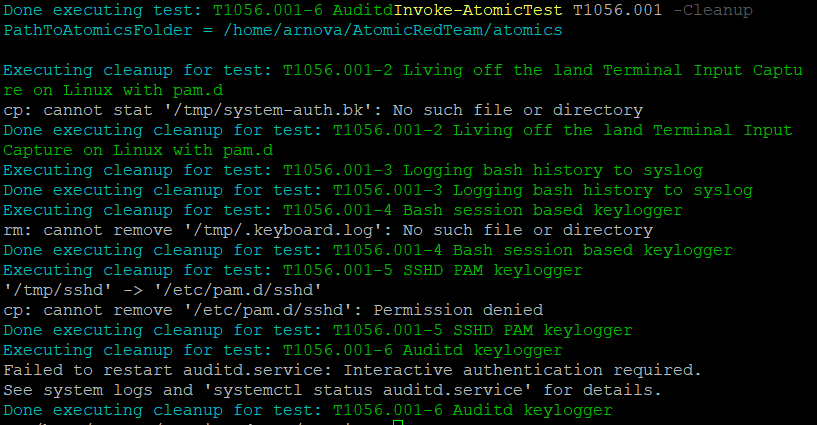 Done executing test: T1056.001-6 AuditdInvoke-AtomicTest T1056.001 -Cleanup
PathToAtomicsFolder = /home/arnova/AtomicRedTeam/atomics
Executing cleanup for test: T1056.001-2 Living off the land Terminal Input Captu
re on Linux with pam.d
cp: cannot stat '/tmp/system-auth.bk': No such file or directory
Done executing cleanup for test: T1056.001-2 Living off the land Terminal Input
Capture on Linux with pam.d
Executing cleanup for test: T1056.001-3 Logging bash history to syslog
Done executing cleanup for test: T1056.001-3 Logging bash history to syslog
Executing cleanup for test: T1056.001-4 Bash session based keylogger
rm: cannot remove '/tmp/.keyboard.log': No such file or directory
Done executing cleanup for test: T1056.001-4 Bash session based keylogger
Executing cleanup for test: T1056.001-5 SSHD PAM keylogger
'/tmp/sshd' -> '/etc/pam.d/sshd'
cp: cannot remove '/etc/pam.d/sshd': Permission denied
Done executing cleanup for test: T1056.001-5 SSHD PAM keylogger
Executing cleanup for test: T1056.001-6 Auditd keylogger
Failed to restart auditd.service: Interactive authentication required.
See system logs and 'systemctl status auditd.service' for details.
Done executing cleanup for test: T1056.001-6 Auditd keylogger